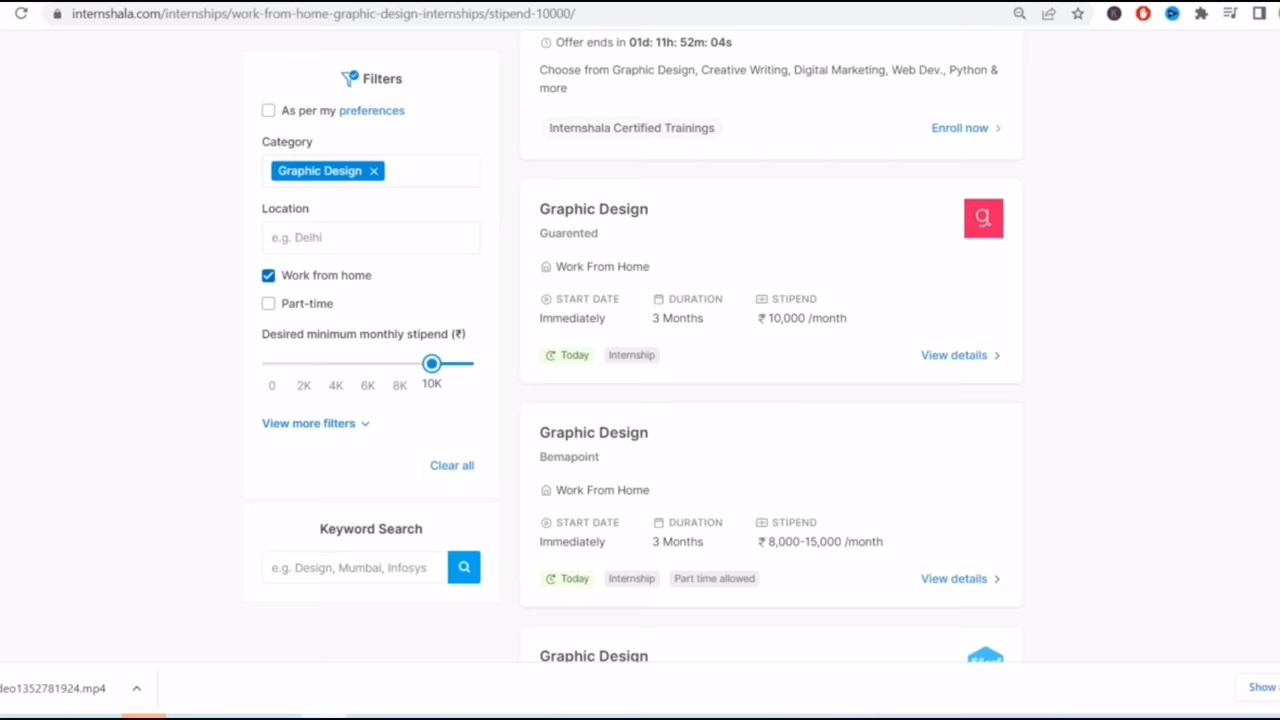 internshala.com/internships/work-from-home-graphic-design-internships/stipend-10000/
Filters
As per my preferences
Category
Graphic Design ×
Location
e.g. Delhi
Work from home
Part-time
Desired minimum monthly stipend (₹)
0 2K 4K 6K 8K 10K
View more filters
Clear all
Keyword Search
e.g. Design, Mumbai, Infosys
Offer ends in 01d: 11h: 52m: 04s
Choose from Graphic Design, Creative Writing, Digital Marketing, Web Dev., Python &
more
Internshala Certified Trainings
Enroll now
Graphic Design
g.
Guarented
Work From Home
START DATE DURATION STIPEND
Immediately 3 Months ₹ 10,000 /month
Today Internship View details
Graphic Design
Bemapoint
Work From Home
START DATE DURATION STIPEND
Immediately 3 Months ₹ 8,000-15,000 /month
Today Internship Part time allowed View details
Graphic Design
deo1352781924.mp4
Show